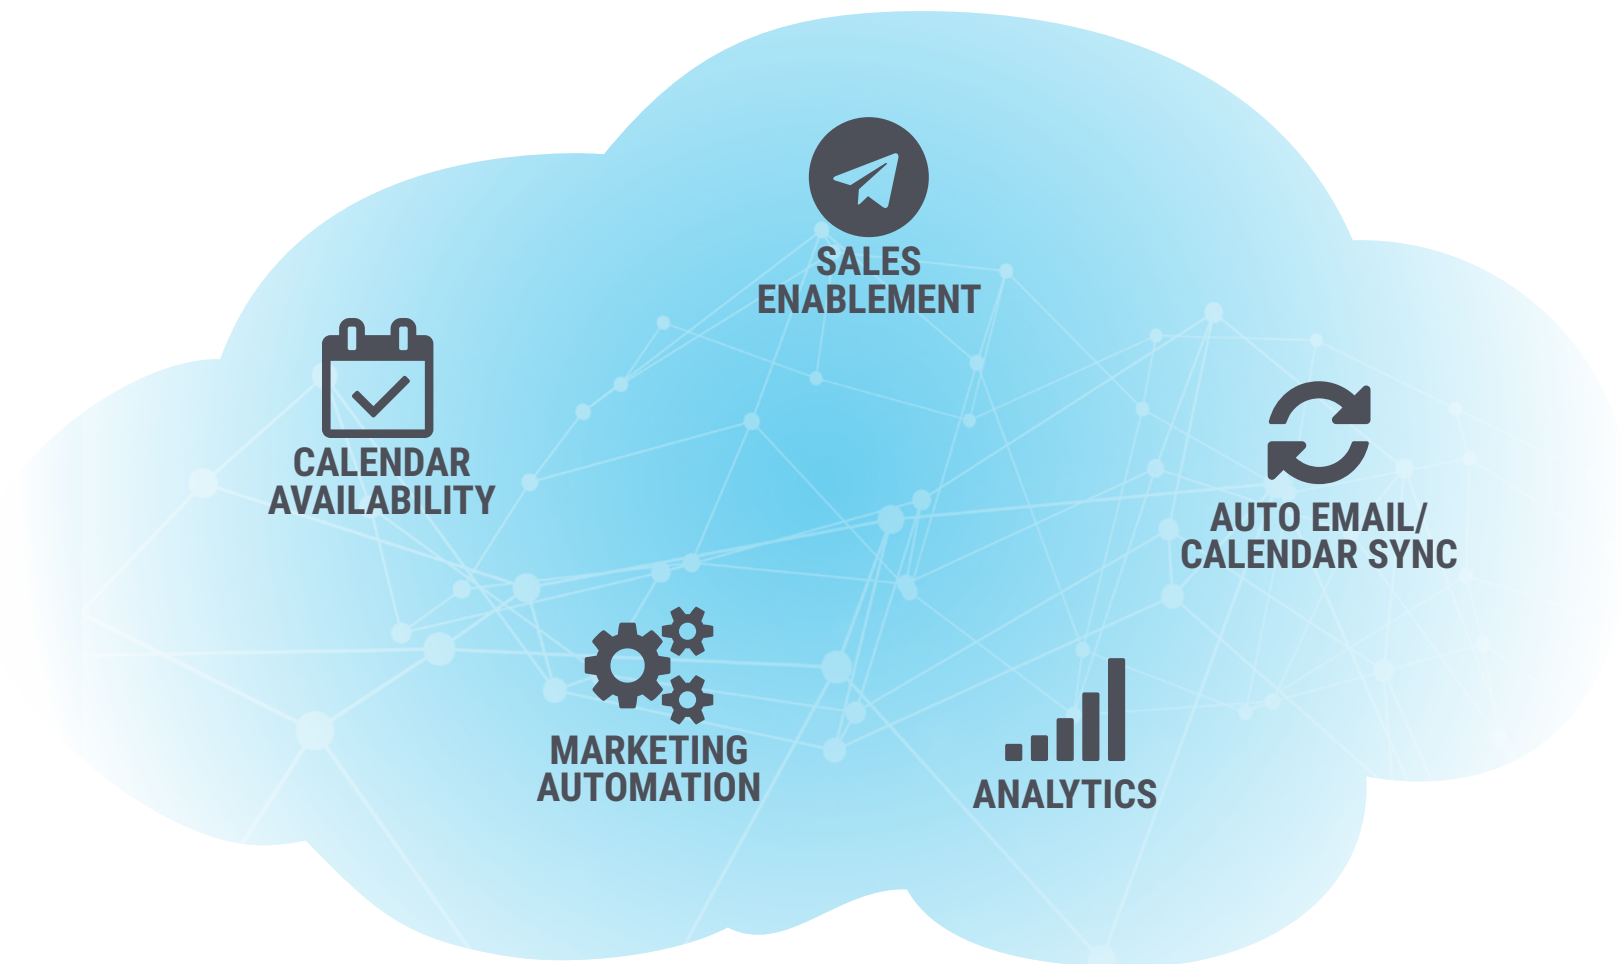 SALES
ENABLEMENT
CALENDAR
AVAILABILITY
AUTO EMAIL/
CALENDAR SYNC
MARKETING
AUTOMATION
ANALYTICS